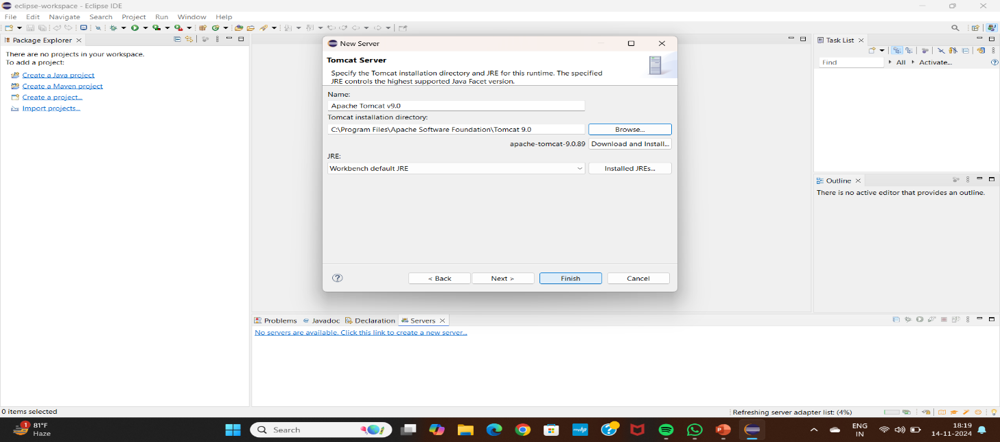 eclipse-workspace - Eclipse IDE
File Edit Navigate Search Project Run Window Help
Package Explorer
There are no projects in your workspace.
To add a project:
Create a Java project
Create a Maven project
Create a project...
Import projects...
New Server
Tomcat Server
Specify the Tomcat installation directory and JRE for this runtime. The specified
JRE controls the highest supported Java Facet version.
Name:
Apache Tomcat v9.0
Tomcat installation directory:
C:\Program Files\Apache Software Foundation\Tomcat 9.0
Browse...
apache-tomcat-9.0.89
Download and Install...
JRE:
Workbench default JRE
Installed JREs...
< Back
Next >
Finish
Cancel
Task List
Find
All
Activate...
Outline
There is no active editor that provides an outline.
Problems Javadoc Declaration Servers
No servers are available. Click this link to create a new server...
0 items selected
Refreshing server adapter list: (4%)
1
81°F
Haze
Search
myhp
ENG
IN
18:19
14-11-2024